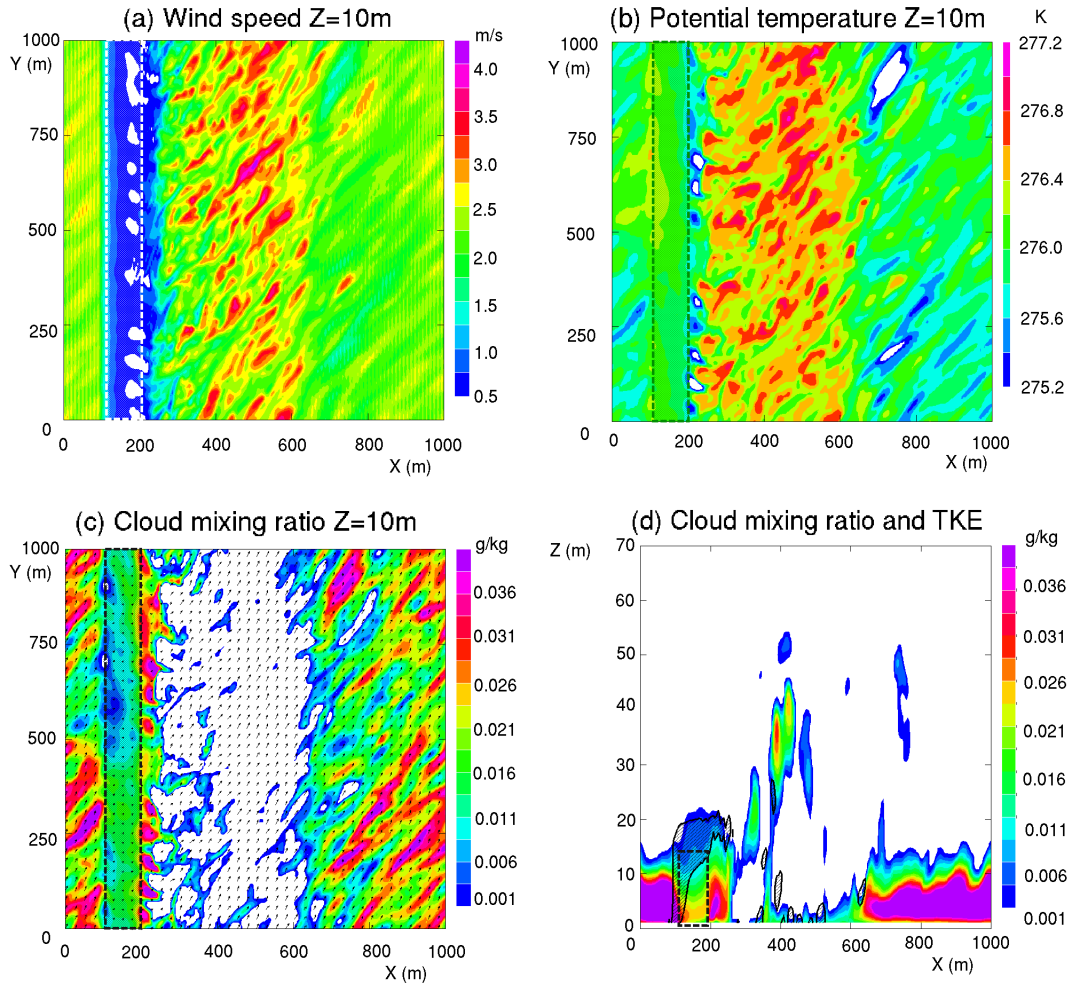 (a) Wind speed Z=10m
(b) Potential temperature Z=10m
K
1000
Y (m)
750
500
250
0
m/s
4.0
3.5
3.0
2.5
2.0
1.5
1.0
0.5
0 200 400 600 800 1000
X (m)
1000
Y (m)
750
500
250
0
277.2
276.8
276.4
276.0
275.6
275.2
0 200 400 600 800 1000
X (m)
(c) Cloud mixing ratio Z=10m
(d) Cloud mixing ratio and TKE
1000
Y (m)
750
500
250
0
g/kg
0.036
0.031
0.026
0.021
0.016
0.011
0.006
0.001
0 200 400 600 800 1000
X (m)
Z (m)
70
60
50
40
30
20
10
0
g/kg
0.036
0.031
0.026
0.021
0.016
0.011
0.006
0.001
0 200 400 600 800 1000
X (m)